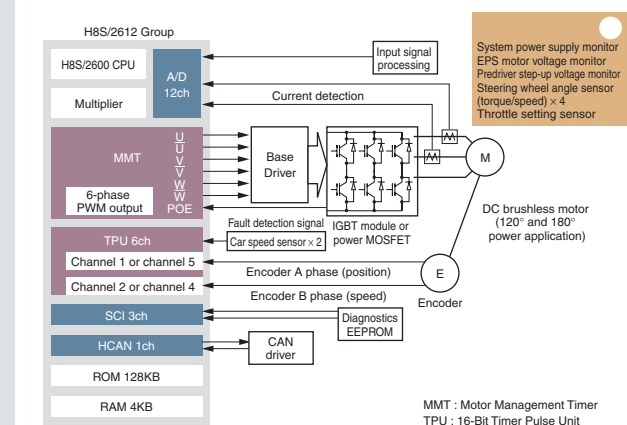 H8S/2612 Group
H8S/2600 CPU
Multiplier
A/D
12ch
Input signal
processing
Current detection
System power supply monitor
EPS motor voltage monitor
Predriver step-up voltage monitor
Steering wheel angle sensor
(torque/speed) × 4
Throttle setting sensor
MMT
6-phase
PWM output
U
U
V
V
W
W
POE
Base
Driver
IGBT module or
power MOSFET
M
DC brushless motor
(120° and 180°
power application)
Fault detection signal
Car speed sensor × 2
TPU 6ch
Channel 1 or channel 5
Channel 2 or channel 4
Encoder A phase (position)
Encoder B phase (speed)
E
Encoder
SCI 3ch
Diagnostics
EEPROM
HCAN 1ch
CAN
driver
ROM 128KB
RAM 4KB
MMT : Motor Management Timer
TPU : 16-Bit Timer Pulse Unit